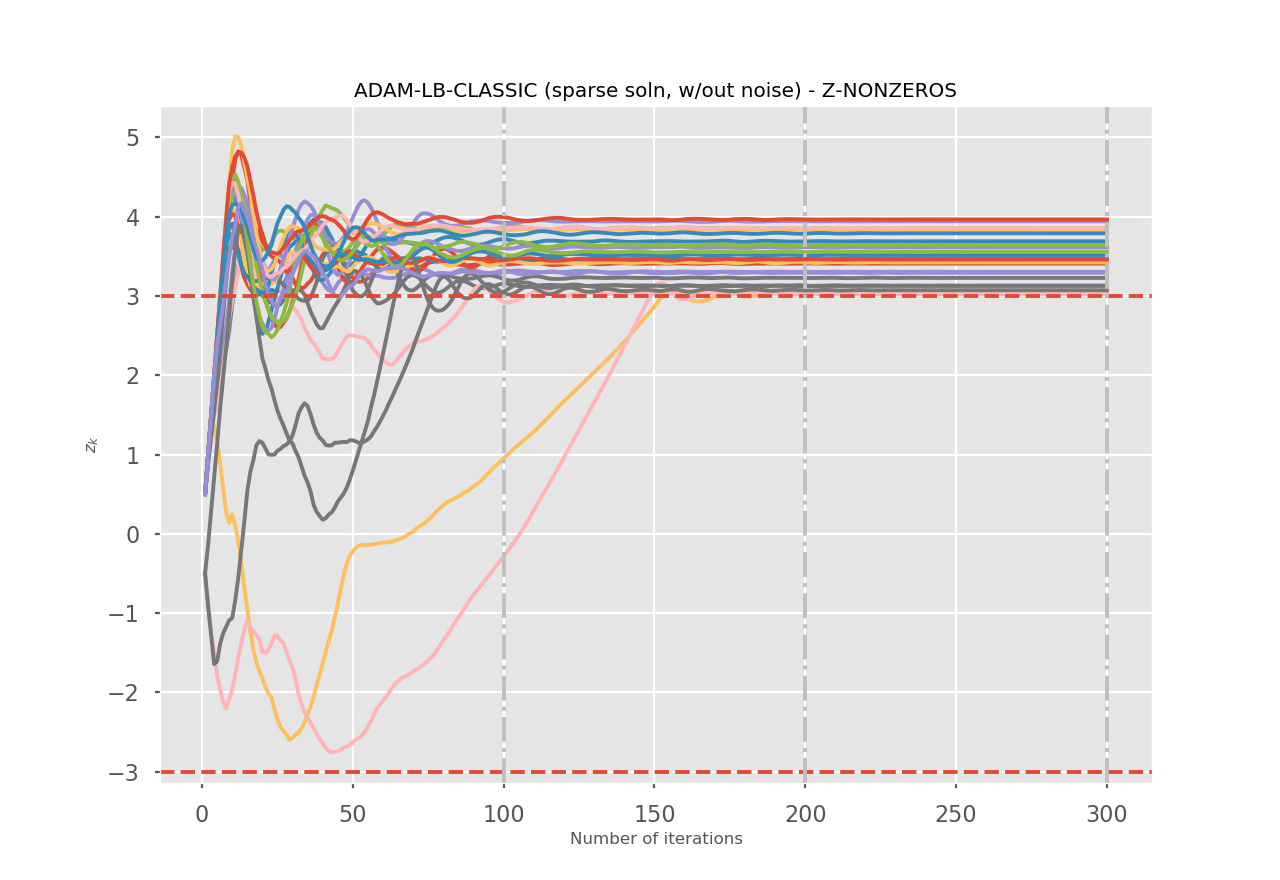 ADAM-LB-CLASSIC (sparse soln, w/out noise) - Z-NONZEROS
5
4
3
2
1
0
−1
−2
−3
z_k
0 50 100 150 200 250 300
Number of iterations